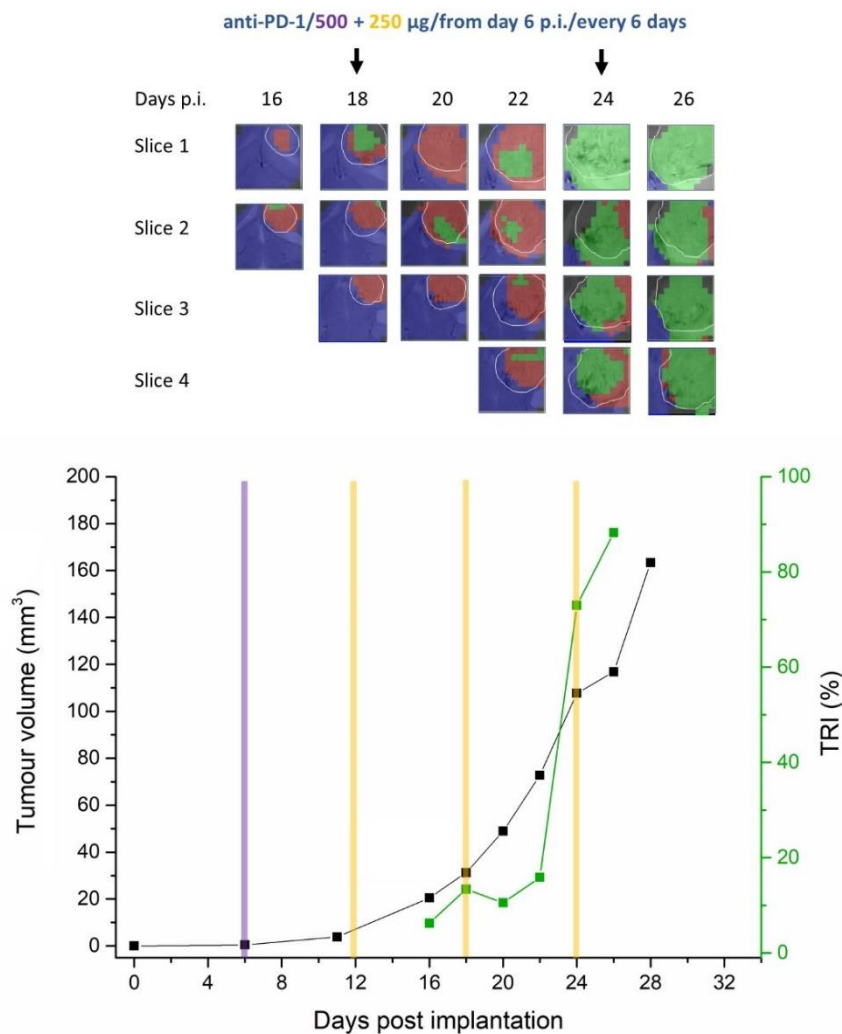 anti-PD-1/500 + 250 µg/from day 6 p.i./every 6 days
Days p.i. 16 18 20 22 24 26
Slice 1
Slice 2
Slice 3
Slice 4
200
180
160
140
120
100
80
60
40
20
0
Tumour volume (mm³)
100
80
60
40
20
0
TRI (%)
0 4 8 12 16 20 24 28 32
Days post implantation